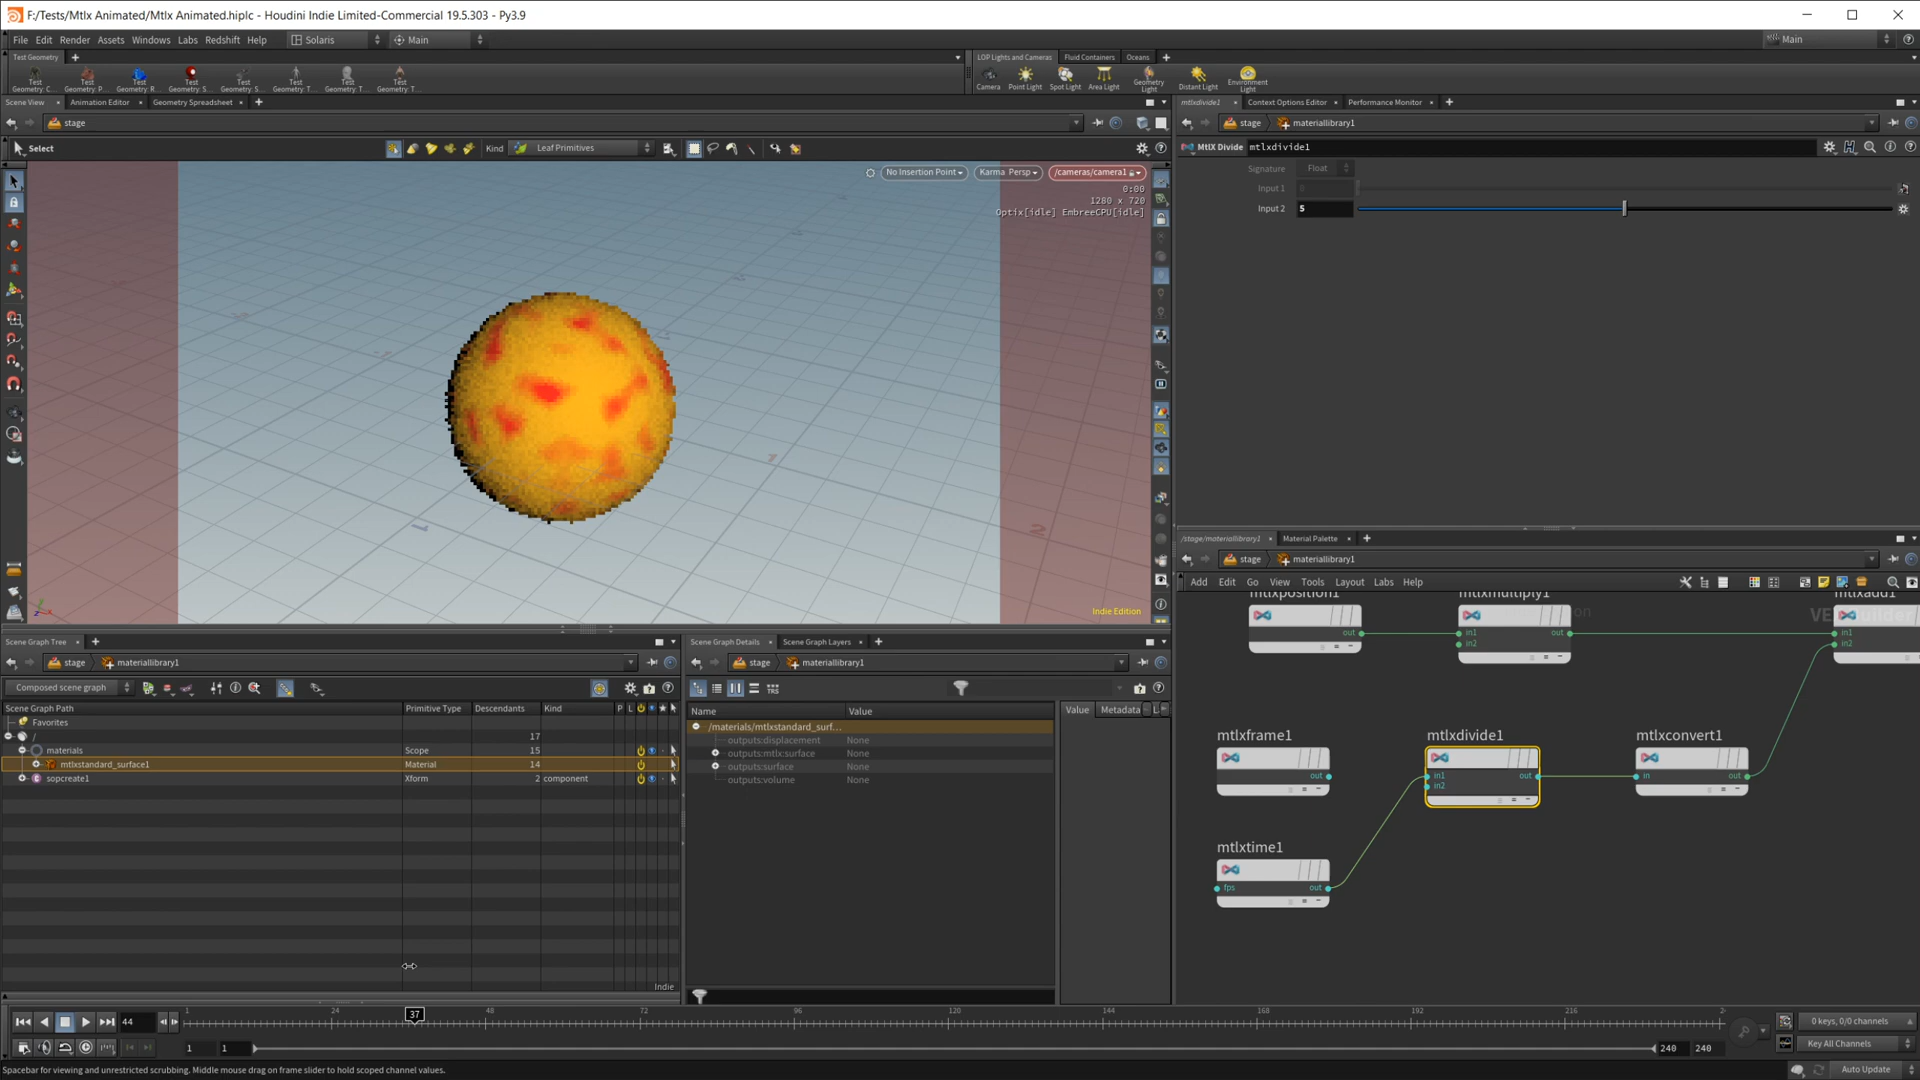 F:/Tests/Mtlx Animated/Mtlx Animated.hiplc - Houdini Indie Limited-Commercial 19.5.303 - Py3.9
File Edit Render Assets Windows Labs Redshift Help Solaris Main
Main
Test Geometry
LOP Lights and Cameras Fluid Containers Oceans
Test Geometry: C...
Test Geometry: P...
Test Geometry: R...
Test Geometry: S...
Test Geometry: S...
Test Geometry: T...
Test Geometry: T...
Test Geometry: T...
Camera Point Light Spot Light Area Light Geometry Light Distant Light Environment Light
Scene View Animation Editor Geometry Spreadsheet
mtlxdivide1 Context Options Editor Performance Monitor
stage
stage materiallibrary1
Select Kind Leaf Primitives
MtlX Divide mtlxdivide1
Signature Float
Input 1
Input 2 5
No Insertion Point Karma Persp /cameras/camera1
0:00
1280 x 720
Optix[idle] EmbreeCPU[idle]
Indie Edition
/stage/materiallibrary1 Material Palette
stage materiallibrary1
Add Edit Go View Tools Layout Labs Help
mtlxposition1
out
mtlxmultiply1
in1
in2
out
mtlxadd1
in1
in2
mtlxframe1
out
mtlxdivide1
in1
in2
out
mtlxconvert1
in
out
mtlxtime1
fps
out
Scene Graph Tree
stage materiallibrary1
Composed scene graph
Scene Graph Path Primitive Type Descendants Kind P L
Favorites
/ 17
materials Scope 15
mtlxstandard_surface1 Material 14
sopcreate1 Xform 2 component
Indie
Scene Graph Details Scene Graph Layers
stage materiallibrary1
TRS
Name Value
/materials/mtlxstandard_surf...
outputs:displacement None
outputs:mtlx:surface None
outputs:surface None
outputs:volume None
Value Metadata
44
1 24 37 48 72 96 120 144 168 192 216
1 1 240 240
0 keys, 0/0 channels
Key All Channels
Spacebar for viewing and unrestricted scrubbing. Middle mouse drag on frame slider to hold scoped channel values.
Auto Update